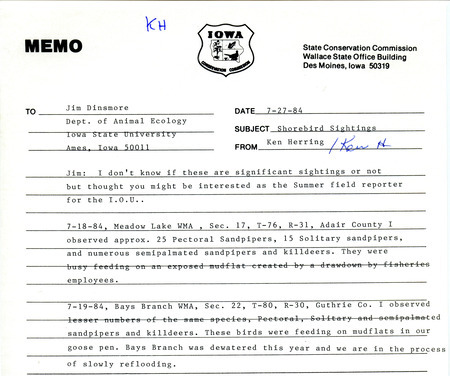 KH
MEMO
IOWA
CONSERVATION COMMISSION
State Conservation Commission
Wallace State Office Building
Des Moines, Iowa 50319
TO Jim Dinsmore
Dept. of Animal Ecology
Iowa State University
Ames, Iowa 50011
DATE 7-27-84
SUBJECT Shorebird Sightings
FROM Ken Herring /Ken H
Jim: I don't know if these are significant sightings or not
but thought you might be interested as the Summer field reporter
for the I.O.U..
7-18-84, Meadow Lake WMA , Sec. 17, T-76, R-31, Adair County I
observed approx. 25 Pectoral Sandpipers, 15 Solitary sandpipers,
and numerous semipalmated sandpipers and killdeers. They were
busy feeding on an exposed mudflat created by a drawdown by fisheries
employees.
7-19-84, Bays Branch WMA, Sec. 22, T-80, R-30, Guthrie Co. I observed
lesser numbers of the same species, Pectoral, Solitary and semipalmated
sandpipers and killdeers. These birds were feeding on mudflats in our
goose pen. Bays Branch was dewatered this year and we are in the process
of slowly reflooding.